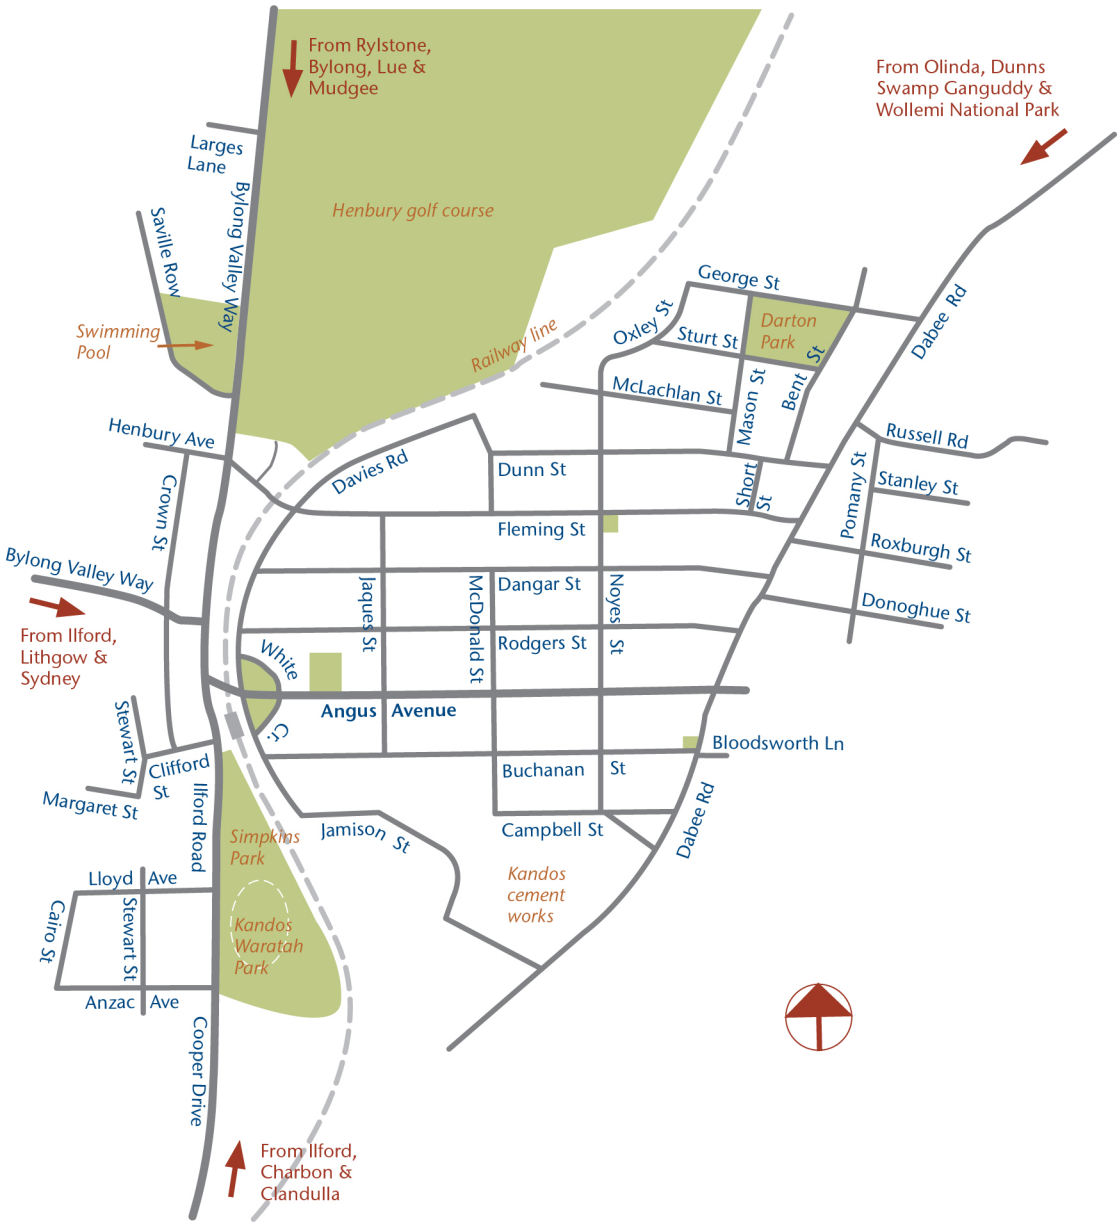 From Rylstone,
Bylong, Lue &
Mudgee
From Olinda, Dunns
Swamp Ganguddy &
Wollemi National Park
Larges
Lane
Bylong Valley Way
Saville Row
Henbury golf course
Swimming
Pool
Railway line
George St
Oxley St
Sturt St
Darton
Park
Dabee Rd
McLachlan St
Mason St
Bent St
Henbury Ave
Davies Rd
Dunn St
Short
St
Russell Rd
Pomany St
Stanley St
Crown St
Fleming St
Roxburgh St
Bylong Valley Way
Jaques St
McDonald St
Dangar St
Noyes
St
Donoghue St
From Ilford,
Lithgow &
Sydney
White
Ct.
Rodgers St
Angus Avenue
Stewart St
Clifford
St
Margaret St
Buchanan St
Bloodsworth Ln
Ilford Road
Simpkins
Park
Jamison St
Campbell St
Dabee Rd
Kandos
cement
works
Lloyd Ave
Cairo St
Stewart St
Kandos
Waratah
Park
Anzac Ave
Cooper Drive
From Ilford,
Charbon &
Clandulla